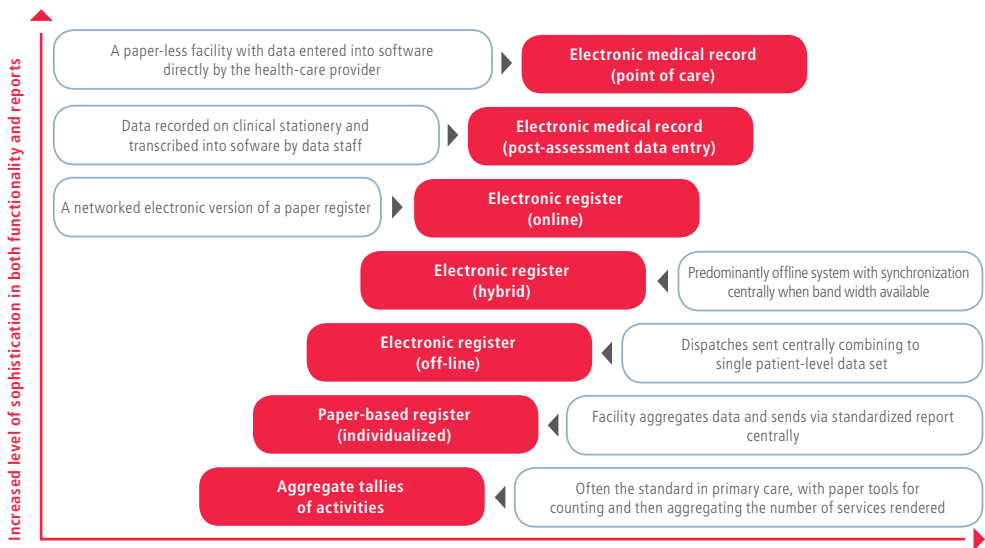 Increased level of sophistication in both functionality and reports
A paper-less facility with data entered into software
directly by the health-care provider
Electronic medical record
(point of care)
Data recorded on clinical stationery and
transcribed into sofware by data staff
Electronic medical record
(post-assessment data entry)
A networked electronic version of a paper register
Electronic register
(online)
Electronic register
(hybrid)
Predominantly offline system with synchronization
centrally when band width available
Electronic register
(off-line)
Dispatches sent centrally combining to
single patient-level data set
Paper-based register
(individualized)
Facility aggregates data and sends via standardized report
centrally
Aggregate tallies
of activities
Often the standard in primary care, with paper tools for
counting and then aggregating the number of services rendered